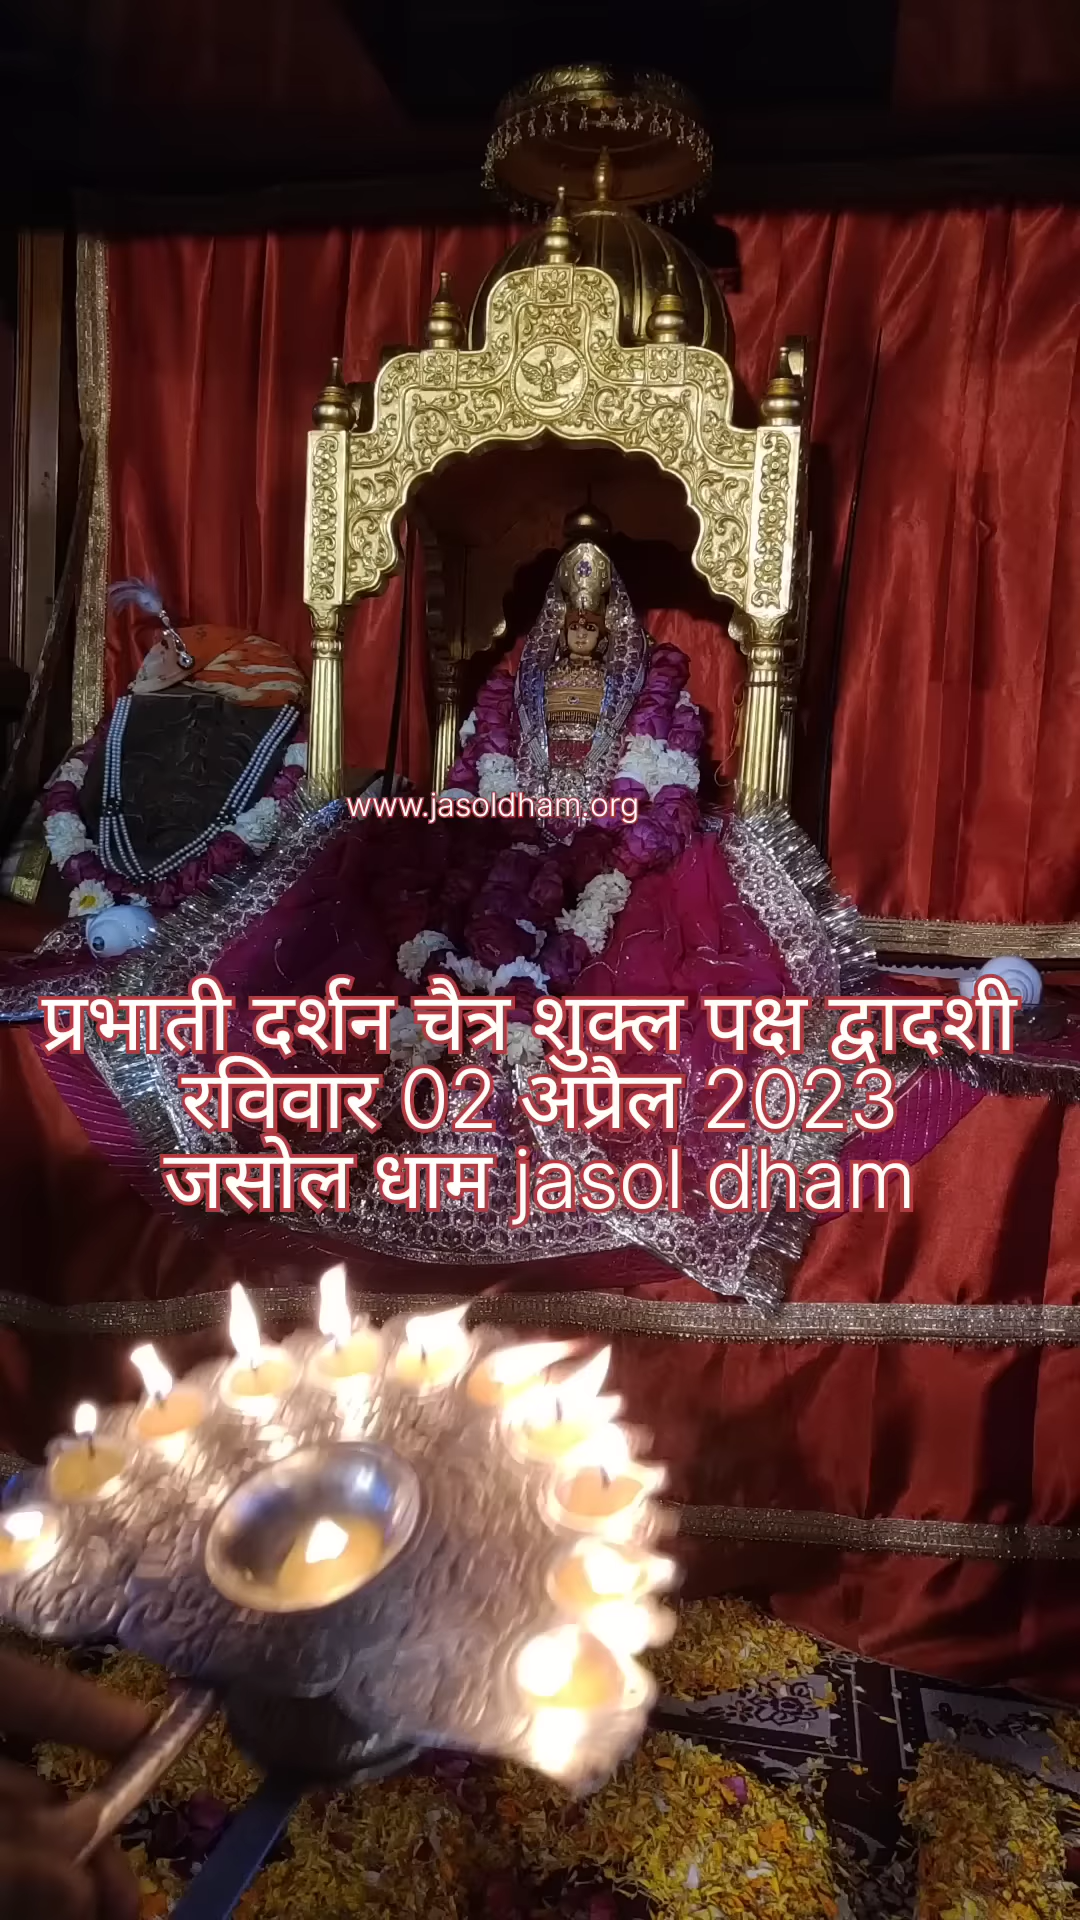 www.jasoldham.org
प्रभाती दर्शन चैत्र शुक्ल पक्ष द्वादशी
रविवार 02 अप्रैल 2023
जसोल धाम jasol dham